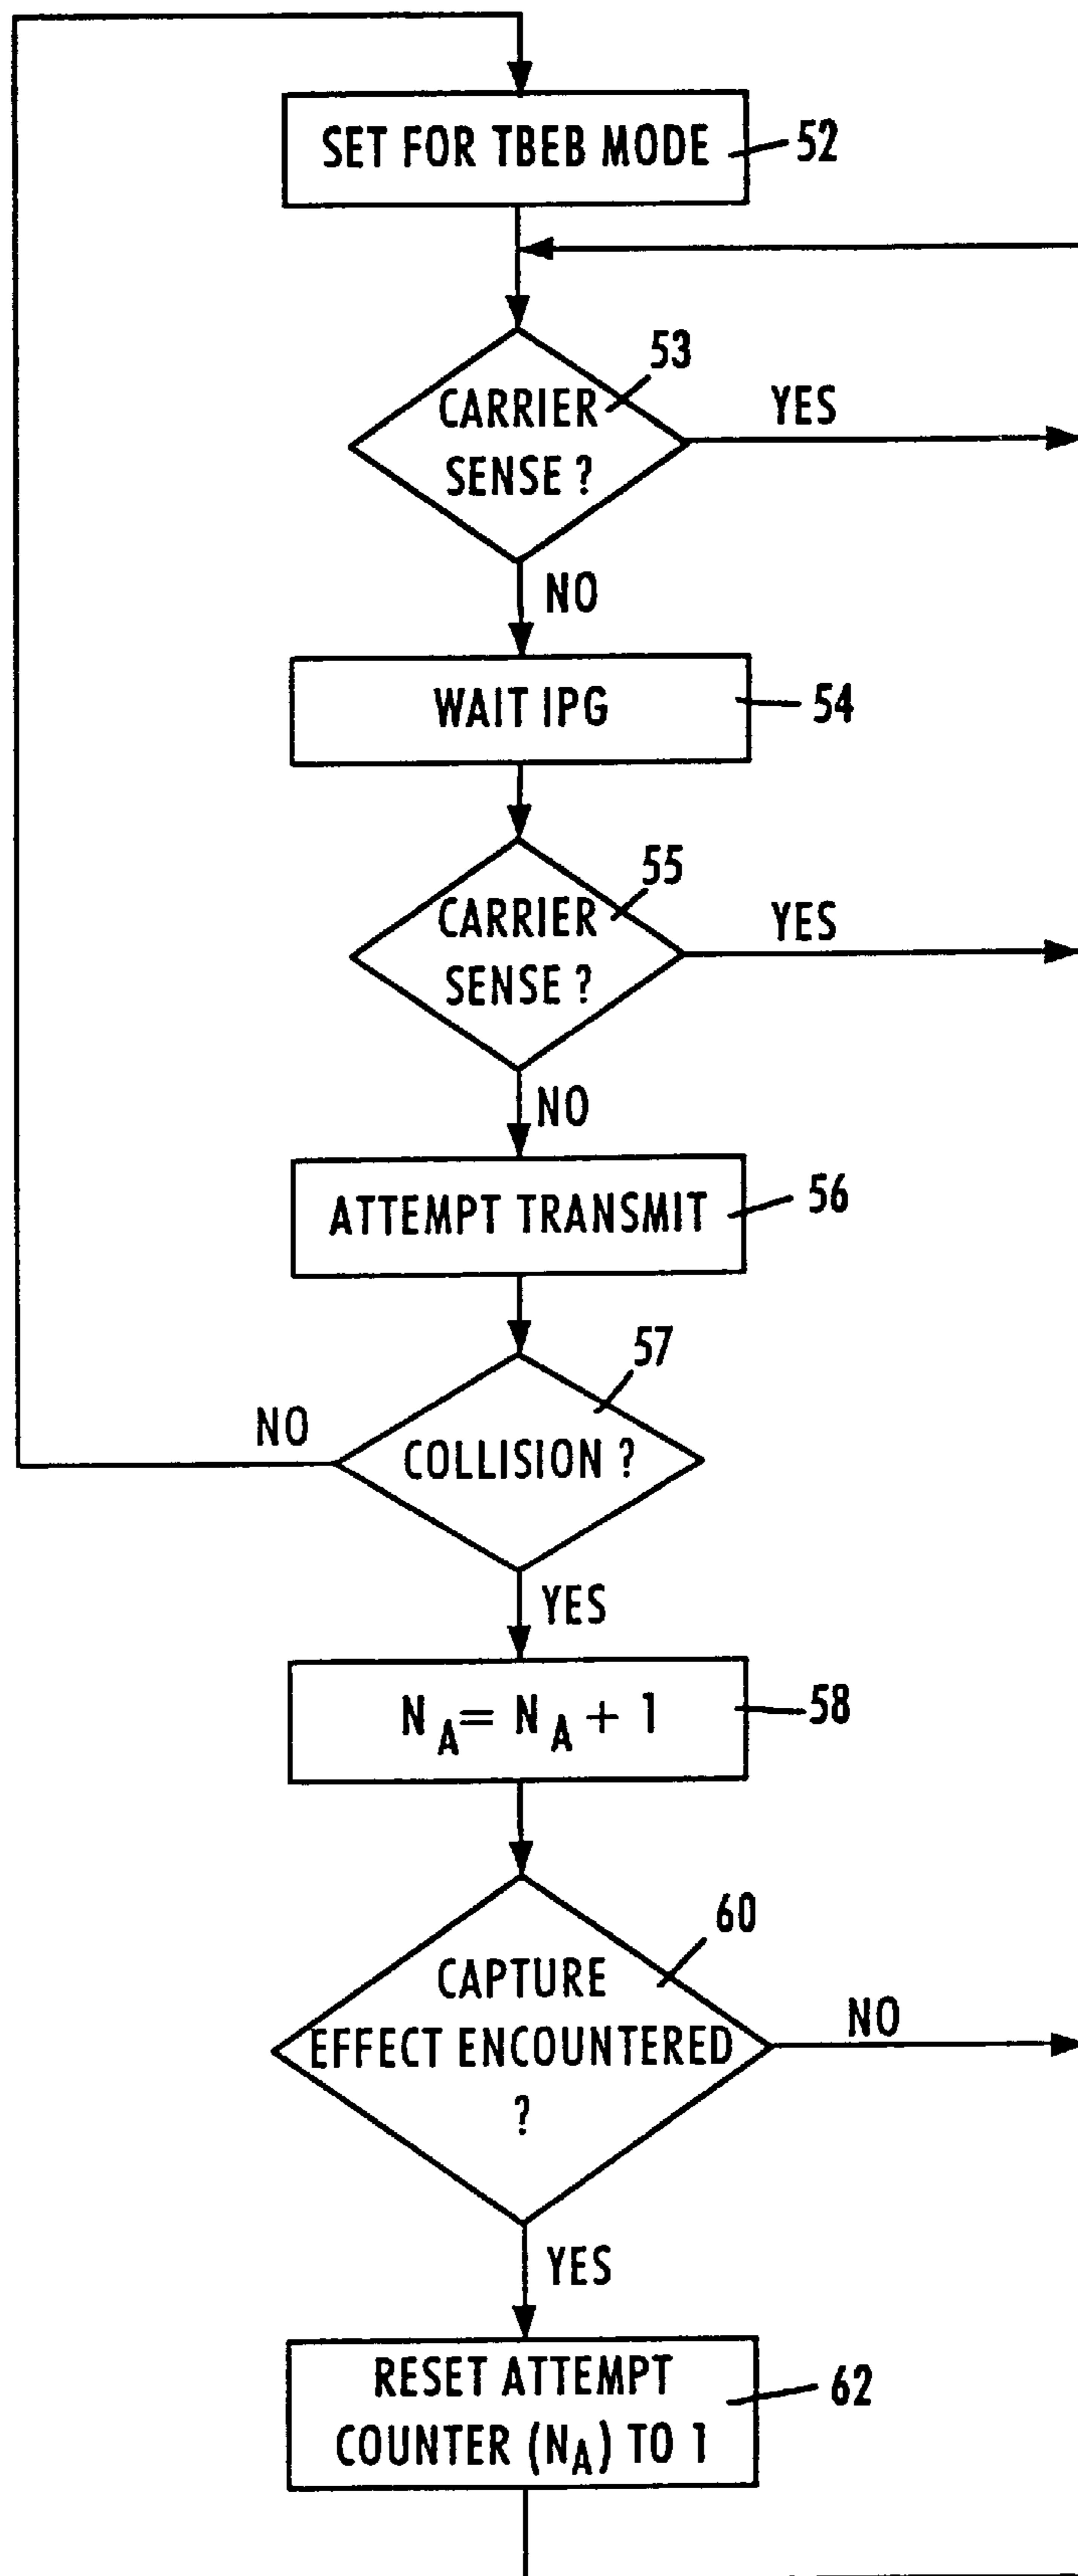 SET FOR TBEB MODE 52
53
CARRIER
SENSE ?
YES
NO
WAIT IPG 54
55
CARRIER
SENSE ?
YES
NO
ATTEMPT TRANSMIT 56
57
COLLISION ?
NO
YES
N A = N A + 1 58
60
CAPTURE
EFFECT ENCOUNTERED
?
NO
YES
RESET ATTEMPT
COUNTER (NA) TO 1
62